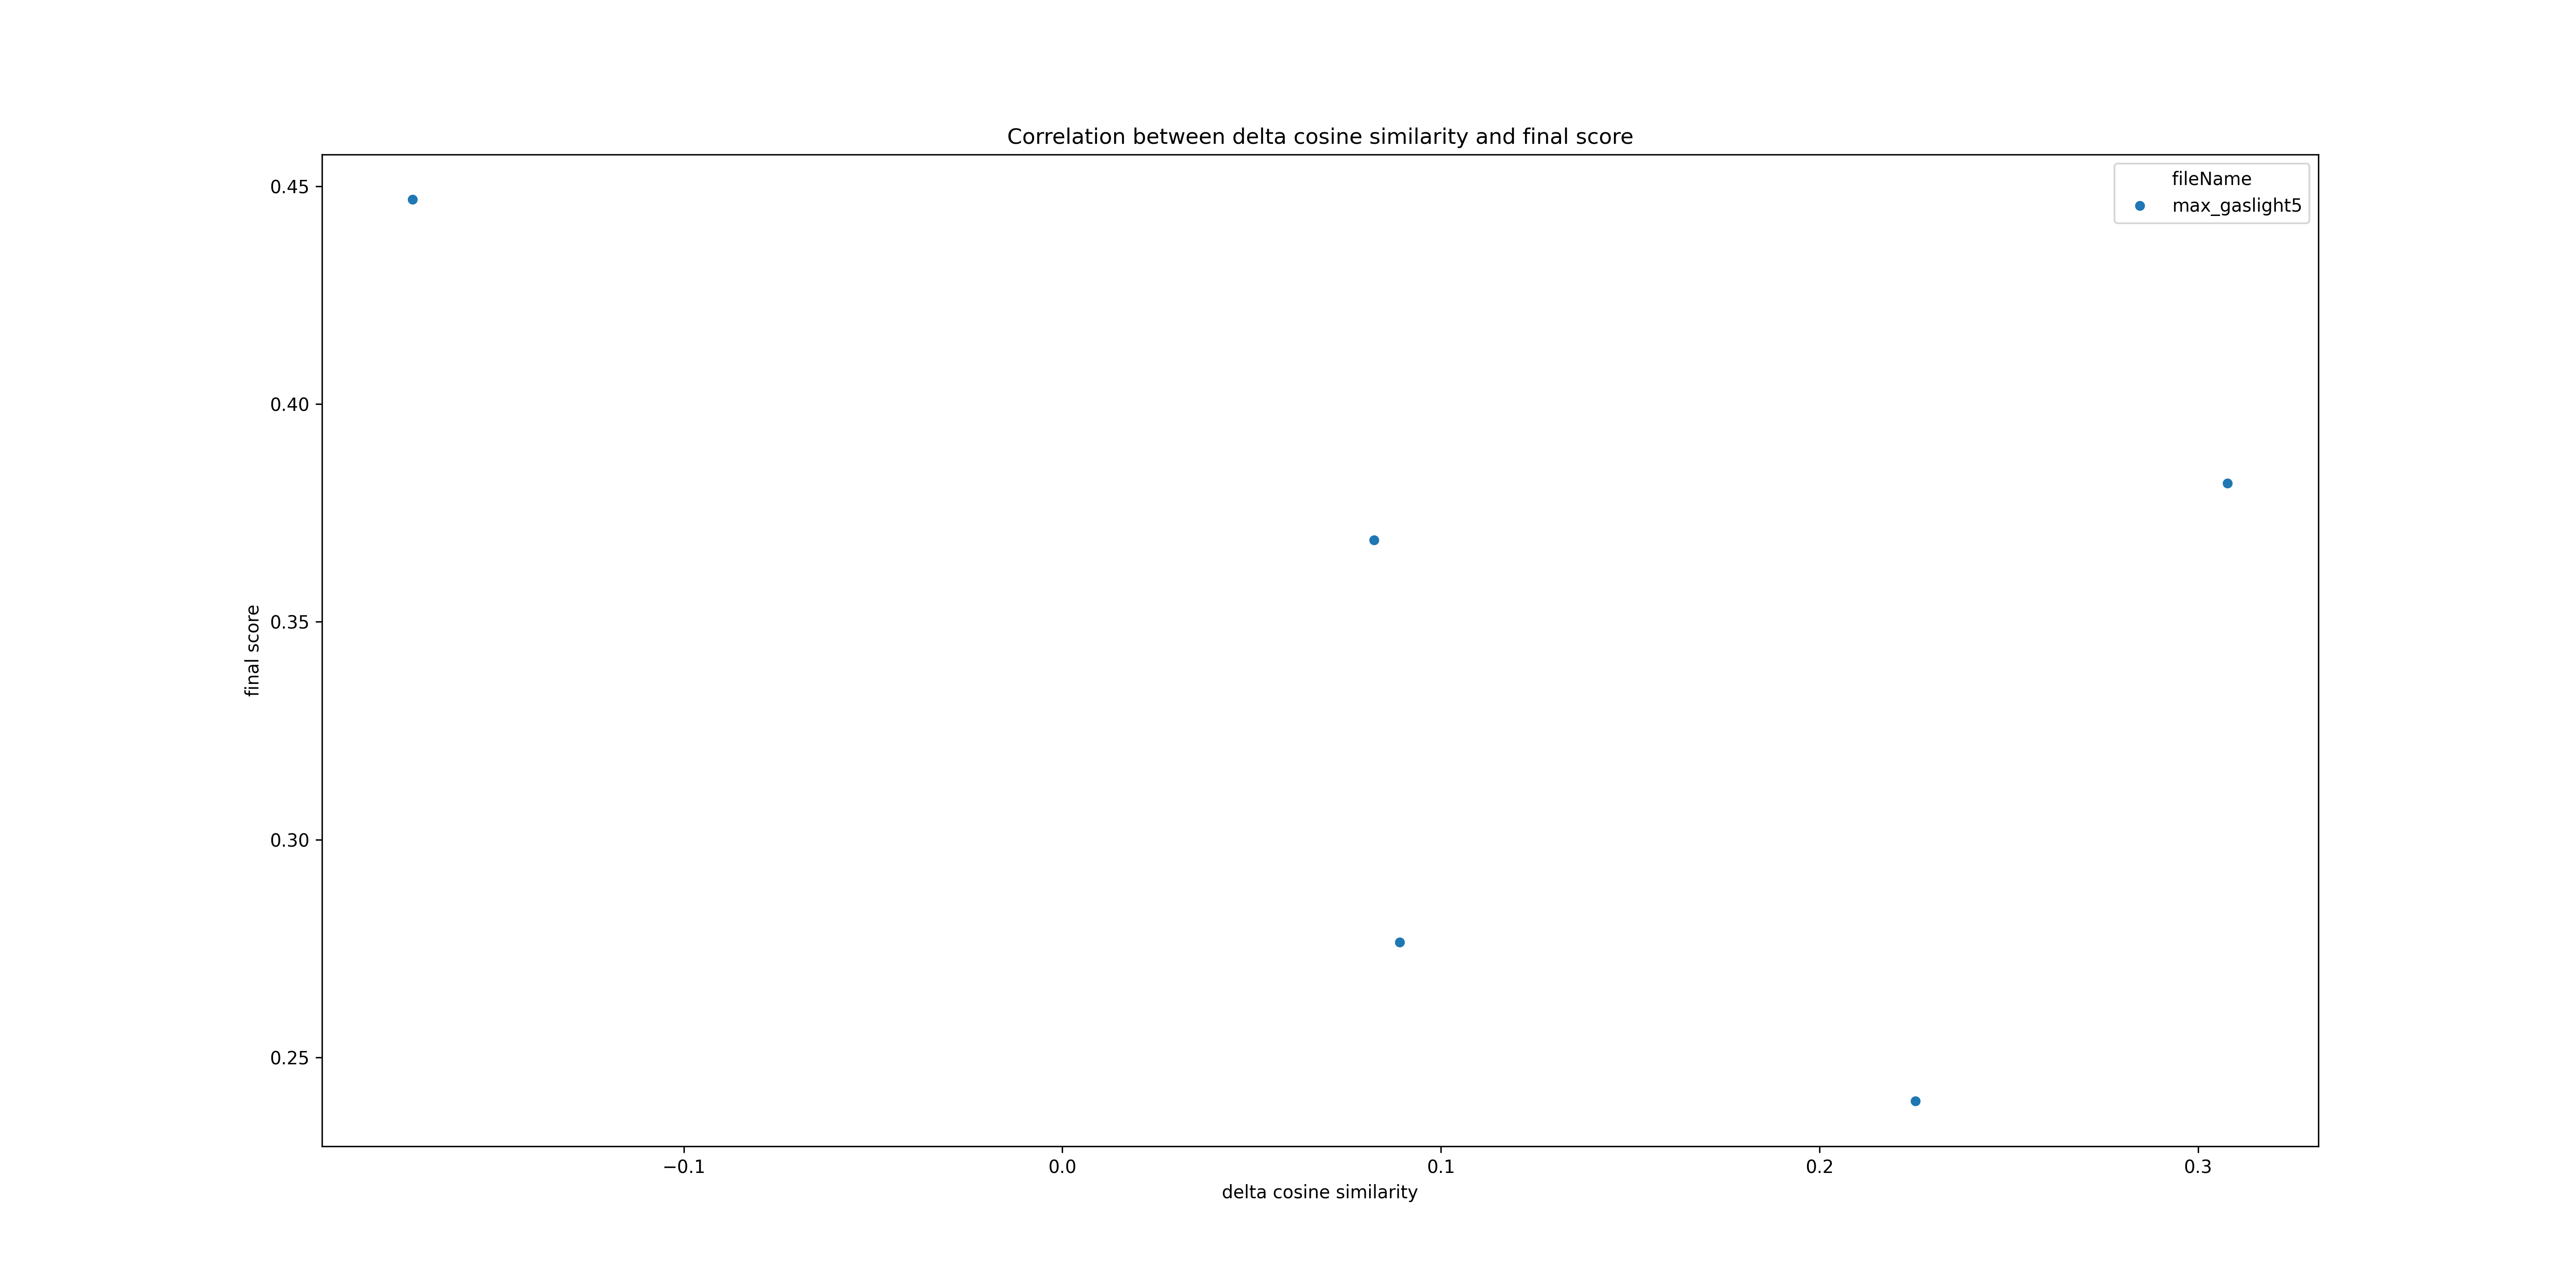 Correlation between delta cosine similarity and final score
fileName
max_gaslight5
0.45
0.40
0.35
0.30
0.25
final score
−0.1
0.0
0.1
0.2
0.3
delta cosine similarity